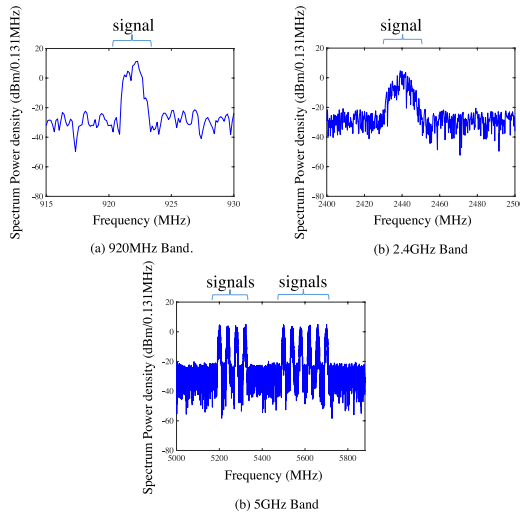 signal
signal
Spectrum Power density (dBm/0.131MHz)
20
0
-20
-40
-60
-80
915
920
925
930
Frequency (MHz)
(a) 920MHz Band.
Spectrum Power density (dBm/0.131MHz)
20
0
-20
-40
-60
-80
2400
2420
2440
2460
2480
2500
Frequency (MHz)
(b) 2.4GHz Band
signals
signals
Spectrum Power density (dBm/0.131MHz)
20
0
-20
-40
-60
-80
5000
5200
5400
5600
5800
Frequency (MHz)
(b) 5GHz Band